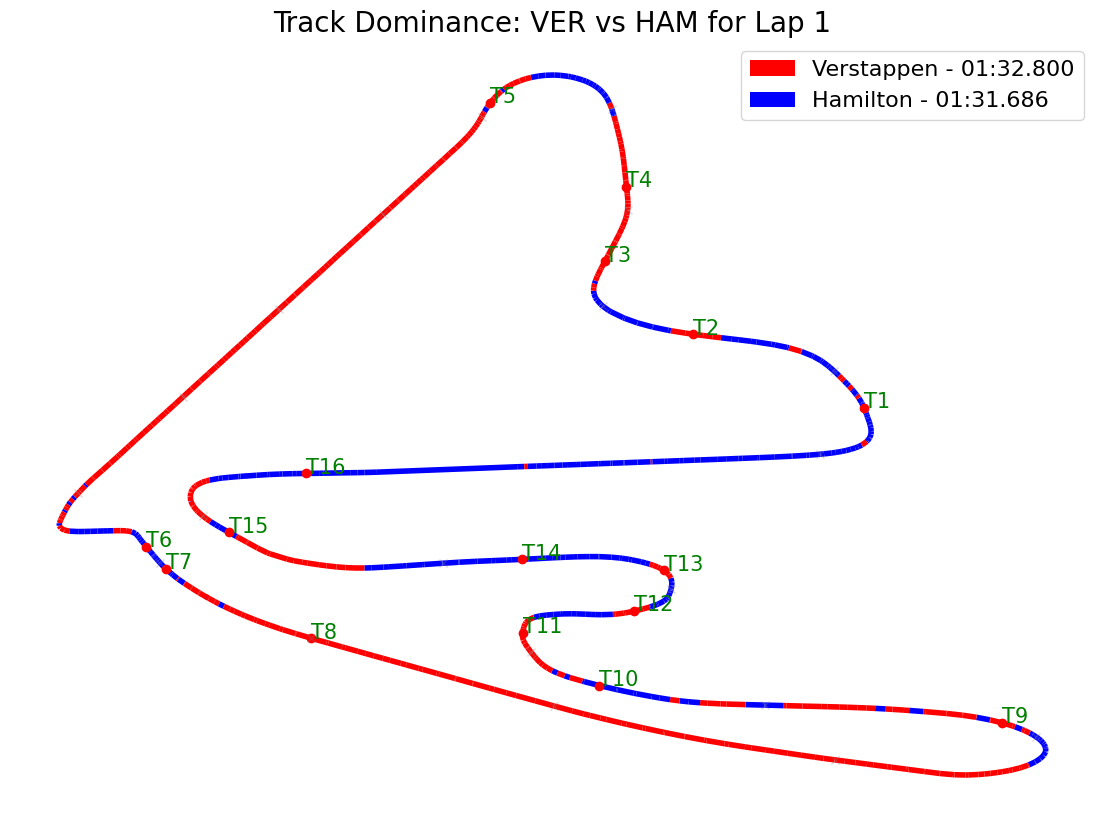 Track Dominance: VER vs HAM for Lap 1
Verstappen - 01:32.800
Hamilton - 01:31.686
T5
T4
T3
T2
T1
T16
T15
T6
T14
T7
T13
T12
T11
T8
T10
T9